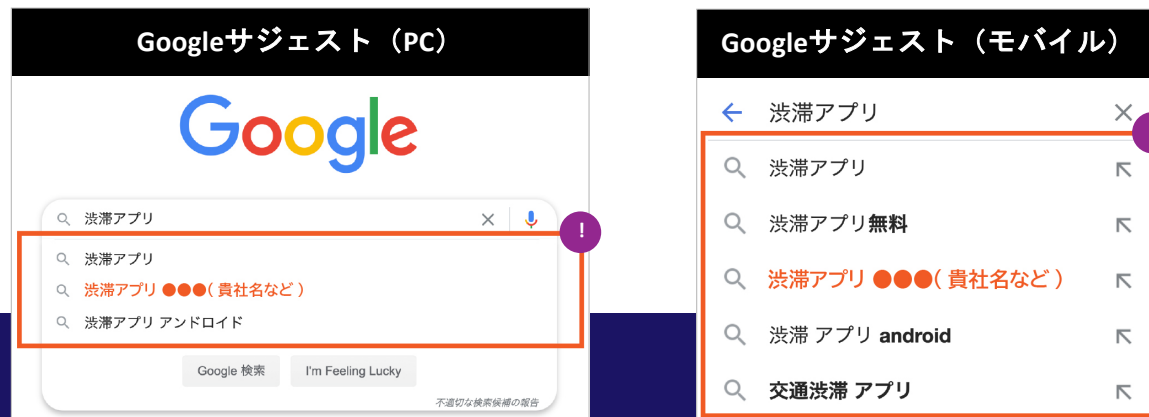 Googleサジェスト（PC）
Google
渋滞アプリ
!
渋滞アプリ
渋滞アプリ ●●●( 貴社名など )
渋滞アプリ アンドロイド
Google 検索
I'm Feeling Lucky
不適切な検索候補の報告
Googleサジェスト（モバイル）
渋滞アプリ
渋滞アプリ
渋滞アプリ無料
渋滞アプリ ●●●( 貴社名など )
渋滞 アプリ android
交通渋滞 アプリ